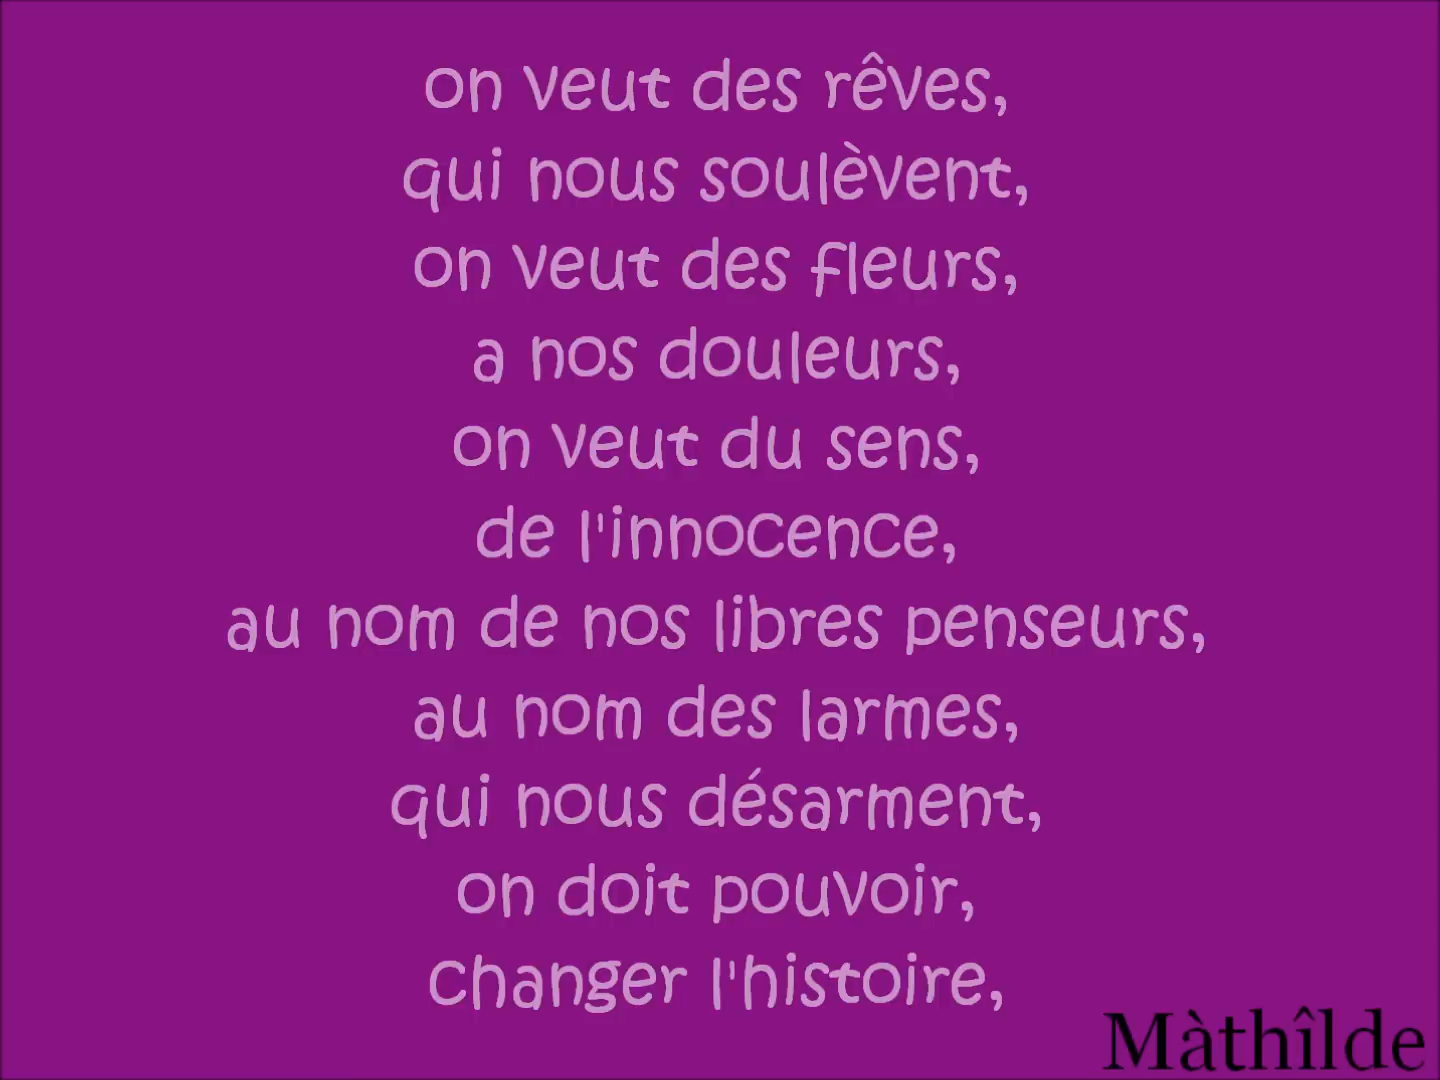 on veut des rêves,
qui nous soulèvent,
on veut des fleurs,
a nos douleurs,
on veut du sens,
de l'innocence,
au nom de nos libres penseurs,
au nom des larmes,
qui nous désarment,
on doit pouvoir,
changer l'histoire,
Màthîlde